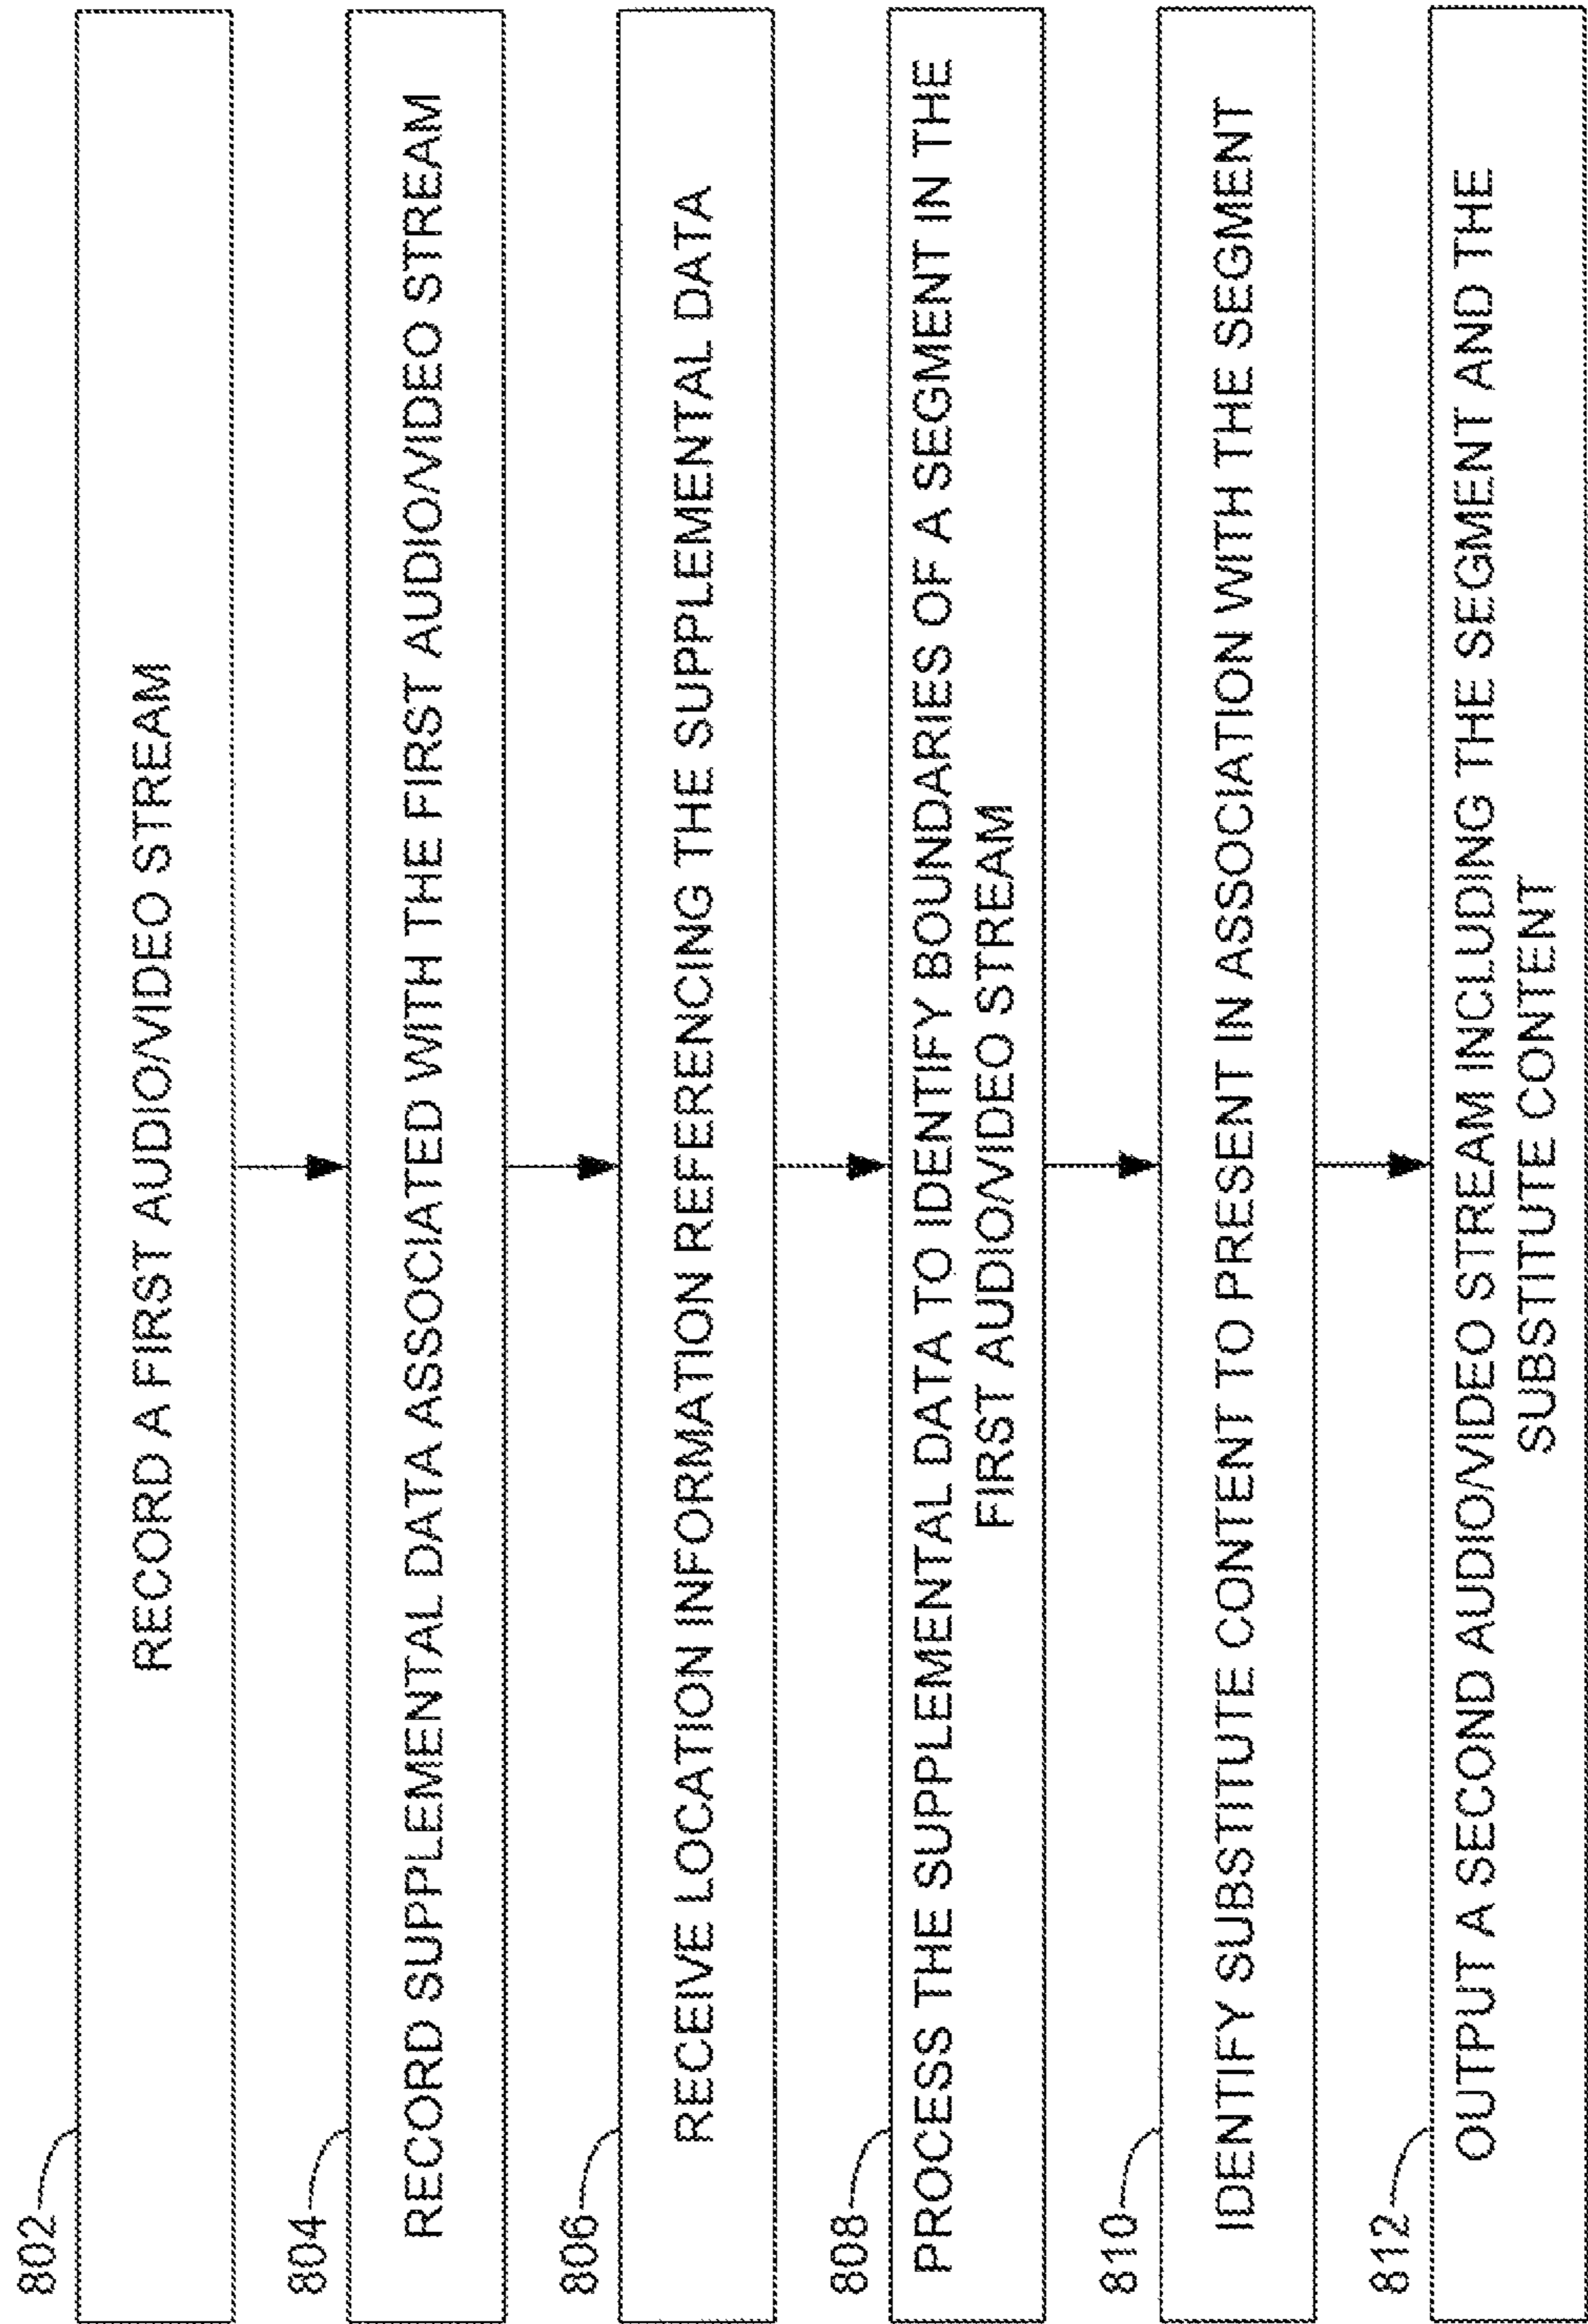 802
RECORD A FIRST AUDIO/VIDEO STREAM
804
RECORD SUPPLEMENTAL DATA ASSOCIATED WITH THE FIRST AUDIO/VIDEO STREAM
806
RECEIVE LOCATION INFORMATION REFERENCING THE SUPPLEMENTAL DATA
808
PROCESS THE SUPPLEMENTAL DATA TO IDENTIFY BOUNDARIES OF A SEGMENT IN THE
FIRST AUDIO/VIDEO STREAM
810
IDENTIFY SUBSTITUTE CONTENT TO PRESENT IN ASSOCIATION WITH THE SEGMENT
812
OUTPUT A SECOND AUDIO/VIDEO STREAM INCLUDING THE SEGMENT AND THE
SUBSTITUTE CONTENT